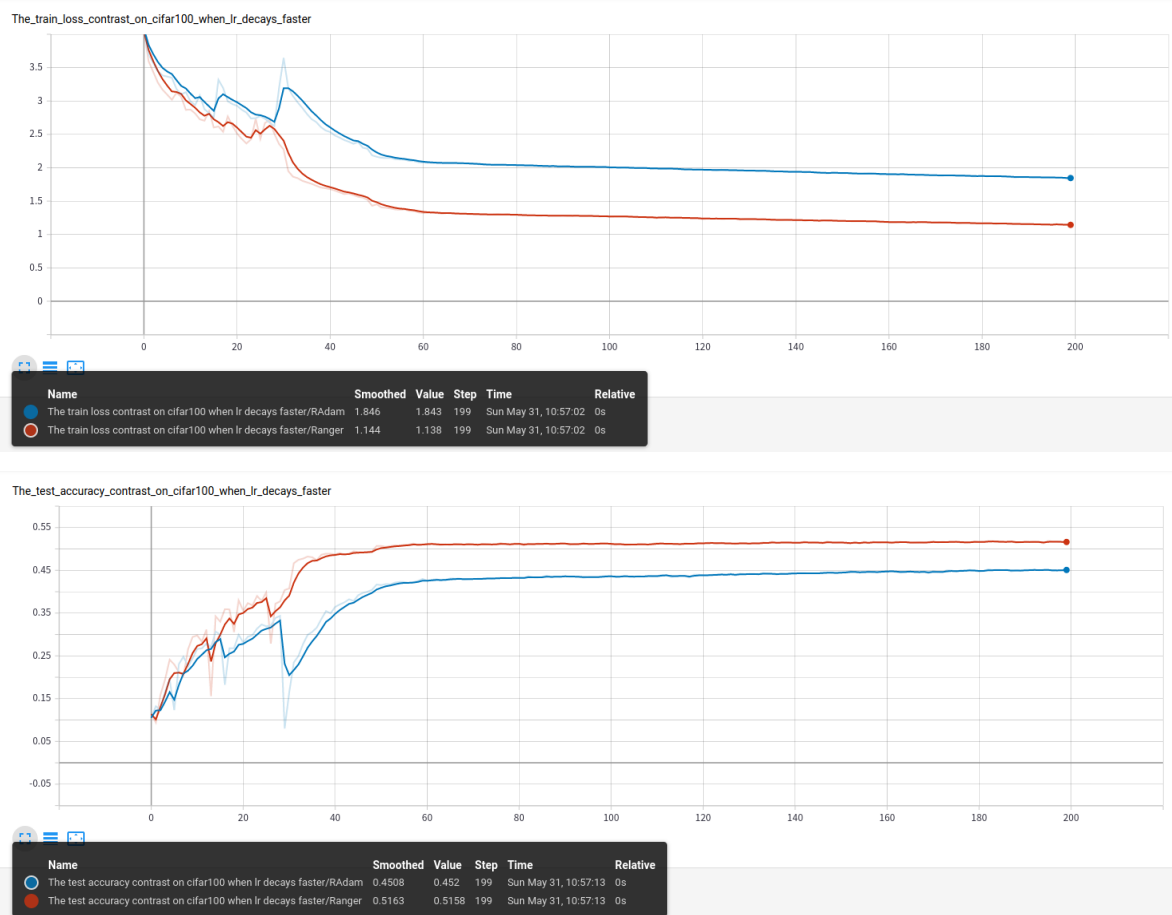 The_train_loss_contrast_on_cifar100_when_lr_decays_faster
3.5
3
2.5
2
1.5
1
0.5
0
0 20 40 60 80 100 120 140 160 180 200
Name Smoothed Value Step Time Relative
The train loss contrast on cifar100 when lr decays faster/RAdam 1.846 1.843 199 Sun May 31, 10:57:02 0s
The train loss contrast on cifar100 when lr decays faster/Ranger 1.144 1.138 199 Sun May 31, 10:57:02 0s
The_test_accuracy_contrast_on_cifar100_when_lr_decays_faster
0.55
0.45
0.35
0.25
0.15
0.05
-0.05
0 20 40 60 80 100 120 140 160 180 200
Name Smoothed Value Step Time Relative
The test accuracy contrast on cifar100 when lr decays faster/RAdam 0.4508 0.452 199 Sun May 31, 10:57:13 0s
The test accuracy contrast on cifar100 when lr decays faster/Ranger 0.5163 0.5158 199 Sun May 31, 10:57:13 0s